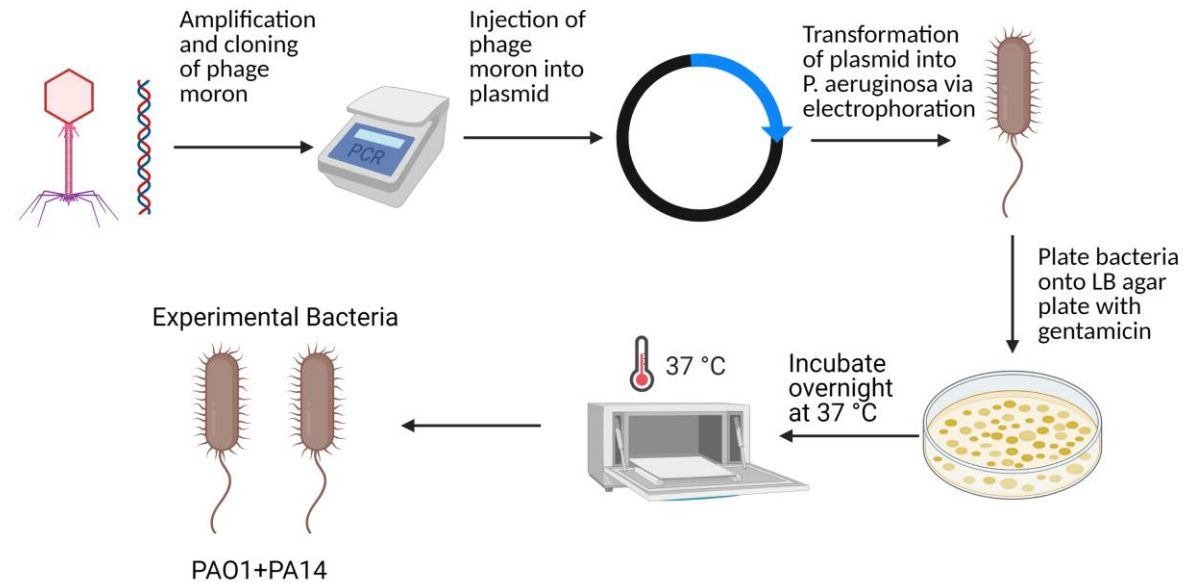 Amplification
and cloning
of phage
moron
PCR
Injection of
phage
moron into
plasmid
Transformation
of plasmid into
P. aeruginosa via
electrophoration
Plate bacteria
onto LB agar
plate with
gentamicin
Incubate
overnight
at 37 °C
37 °C
Experimental Bacteria
PAO1+PA14